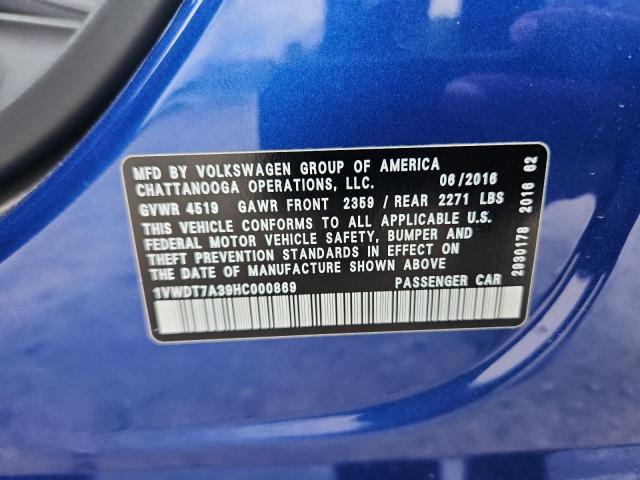 MFD BY VOLKSWAGEN GROUP OF AMERICA
CHATTANOOGA OPERATIONS, LLC. 06/2016
GVWR 4519 GAWR FRONT 2359 / REAR 2271 LBS
THIS VEHICLE CONFORMS TO ALL APPLICABLE U.S.
FEDERAL MOTOR VEHICLE SAFETY, BUMPER AND
THEFT PREVENTION STANDARDS IN EFFECT ON
THE DATE OF MANUFACTURE SHOWN ABOVE
1VWDT7A39HC000869 PASSENGER CAR
2930178 2016 62